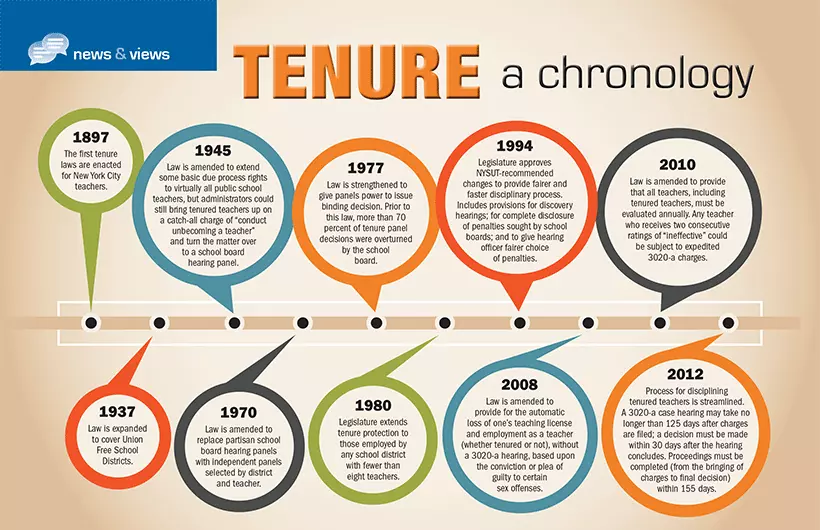 news & views
TENURE a chronology
1897
The first tenure
laws are enacted
for New York City
teachers.
1945
Law is amended to extend
some basic due process rights
to virtually all public school
teachers, but administrators could
still bring tenured teachers up on
a catch-all charge of “conduct
unbecoming a teacher”
and turn the matter over
to a school board
hearing panel.
1977
Law is strengthened to
give panels power to issue
binding decision. Prior to
this law, more than 70
percent of tenure panel
decisions were overturned
by the school
board.
1994
Legislature approves
NYSUT-recommended
changes to provide fairer and
faster disciplinary process.
Includes provisions for discovery
hearings; for complete disclosure
of penalties sought by school
boards; and to give hearing
officer fairer choice
of penalties.
2010
Law is amended to provide
that all teachers, including
tenured teachers, must be
evaluated annually. Any teacher
who receives two consecutive
ratings of “ineffective” could
be subject to expedited
3020-a charges.
1937
Law is expanded
to cover Union
Free School
Districts.
1970
Law is amended to
replace partisan school
board hearing panels
with independent panels
selected by district
and teacher.
1980
Legislature extends
tenure protection to
those employed by
any school district
with fewer than
eight teachers.
2008
Law is amended to
provide for the automatic
loss of one’s teaching license
and employment as a teacher
(whether tenured or not), without
a 3020-a hearing, based upon
the conviction or plea of
guilty to certain
sex offenses.
2012
Process for disciplining
tenured teachers is streamlined.
A 3020-a case hearing may take no
longer than 125 days after charges
are filed; a decision must be made
within 30 days after the hearing
concludes. Proceedings must be
completed (from the bringing of
charges to final decision)
within 155 days.